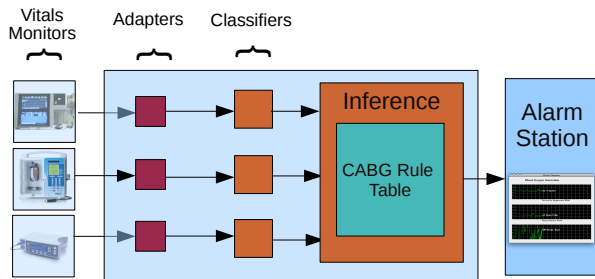 Vitals
Monitors
Adapters
Classifiers
Inference
CABG Rule
Table
Alarm
Station